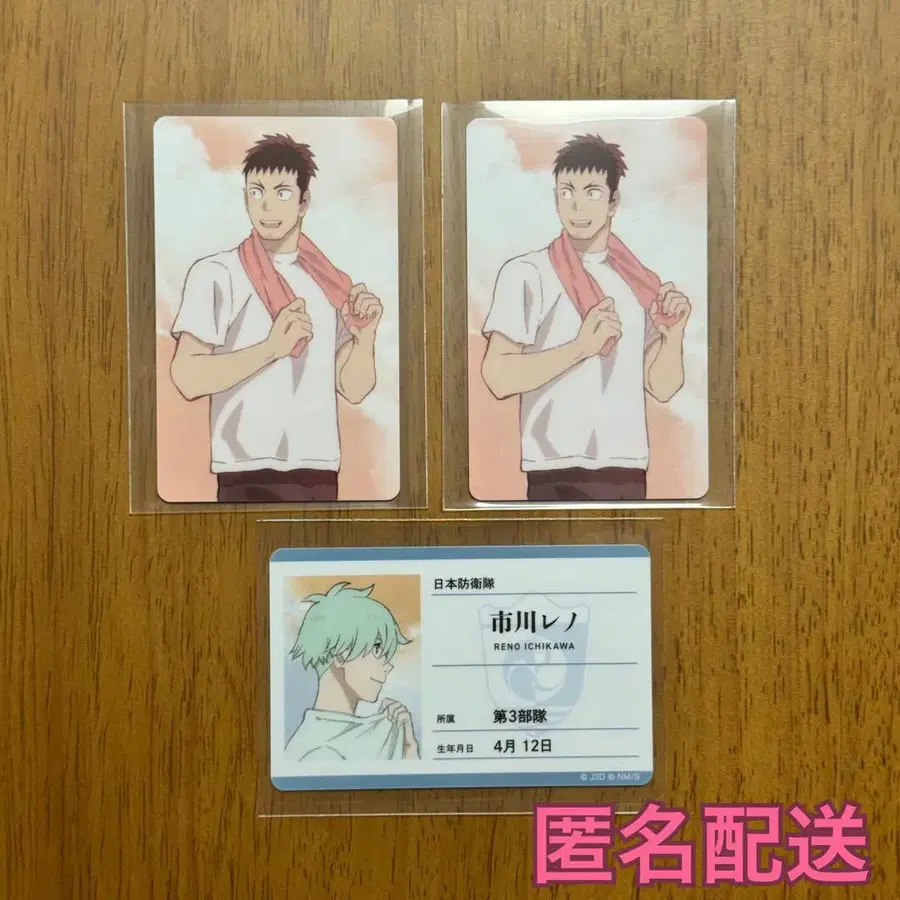 日本防衛隊
市川レノ
RENO ICHIKAWA
所属 第3部隊
生年月日 4月 12日
© J3D © NM/S
匿名配送